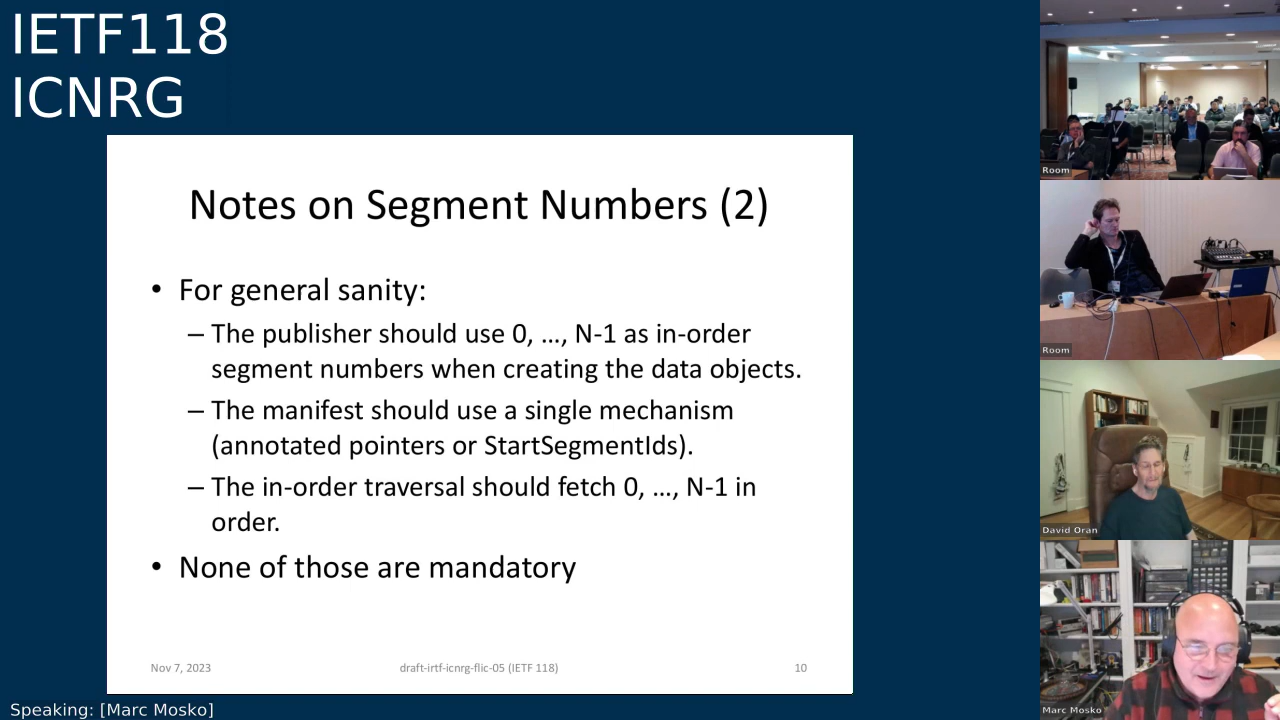 IETF118
ICNRG
Notes on Segment Numbers (2)
• For general sanity:
– The publisher should use 0, …, N-1 as in-order
segment numbers when creating the data objects.
– The manifest should use a single mechanism
(annotated pointers or StartSegmentIds).
– The in-order traversal should fetch 0, …, N-1 in
order.
• None of those are mandatory
Nov 7, 2023
draft-irtf-icnrg-flic-05 (IETF 118)
10
Speaking: [Marc Mosko]
Room
Room
David Oran
Marc Mosko